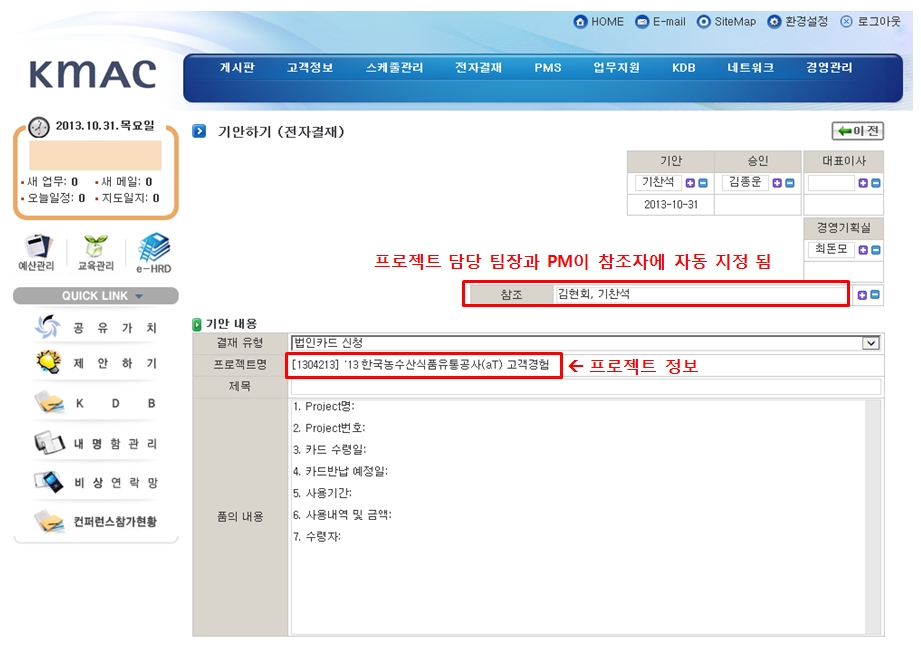 HOME E-mail SiteMap 환경설정 로그아웃
KMAC
게시판 고객정보 스케줄관리 전자결재 PMS 업무지원 KDB 네트워크 경영관리
2013.10.31.목요일
새 업무: 0 새 메일: 0
오늘일정: 0 지도일지: 0
예산관리 교육관리 e-HRD
QUICK LINK
공 유 가 치
제 안 하 기
K D B
내 명 함 관 리
비 상 연 락 망
컨퍼런스참가현황
기안하기 (전자결재)
이 전
기안 승인 대표이사
기찬석 김종운
2013-10-31
경영기획실
최돈모
프로젝트 담당 팀장과 PM이 참조자에 자동 지정 됨
참조 김현회, 기찬석
기안 내용
결재 유형 법인카드 신청
프로젝트명 [1304213] '13 한국농수산식품유통공사(aT) 고객경험 ← 프로젝트 정보
제목
품의 내용
1. Project명:
2. Project번호:
3. 카드 수령일:
4. 카드반납 예정일:
5. 사용기간:
6. 사용내역 및 금액:
7. 수령자: